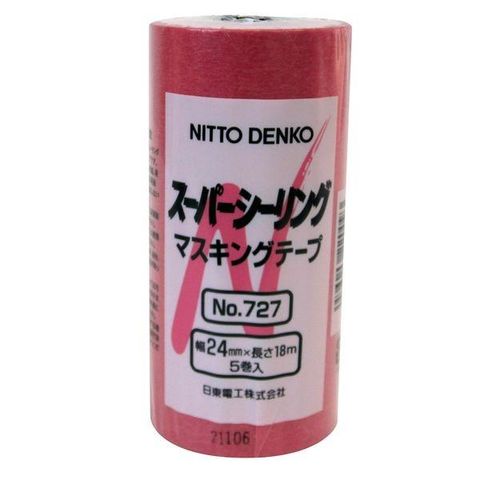 NITTO DENKO
スーパーシーリング
マスキングテープ
No.727
幅24mm×長さ18m
5巻入
日東電工株式会社
21106